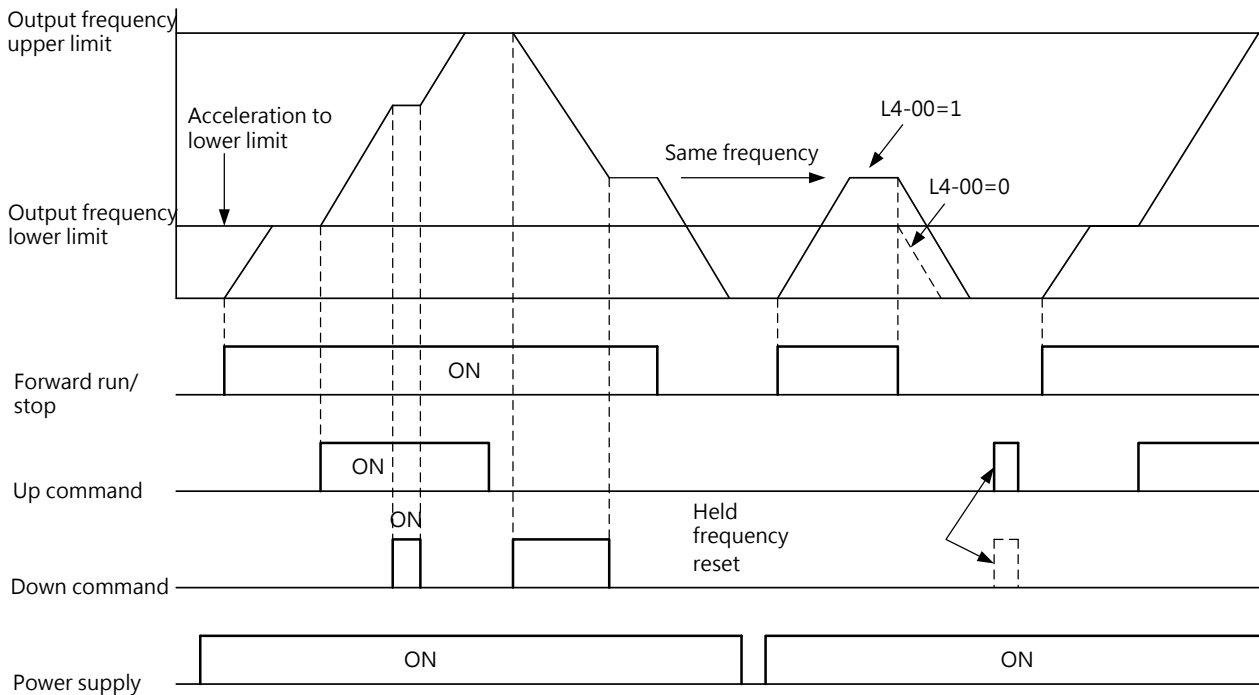 Output frequency
upper limit
Acceleration to
lower limit
L4-00=1
Same frequency
L4-00=0
Output frequency
lower limit
Forward run/
stop
ON
Up command
ON
ON
Held
frequency
reset
Down command
Power supply
ON
ON